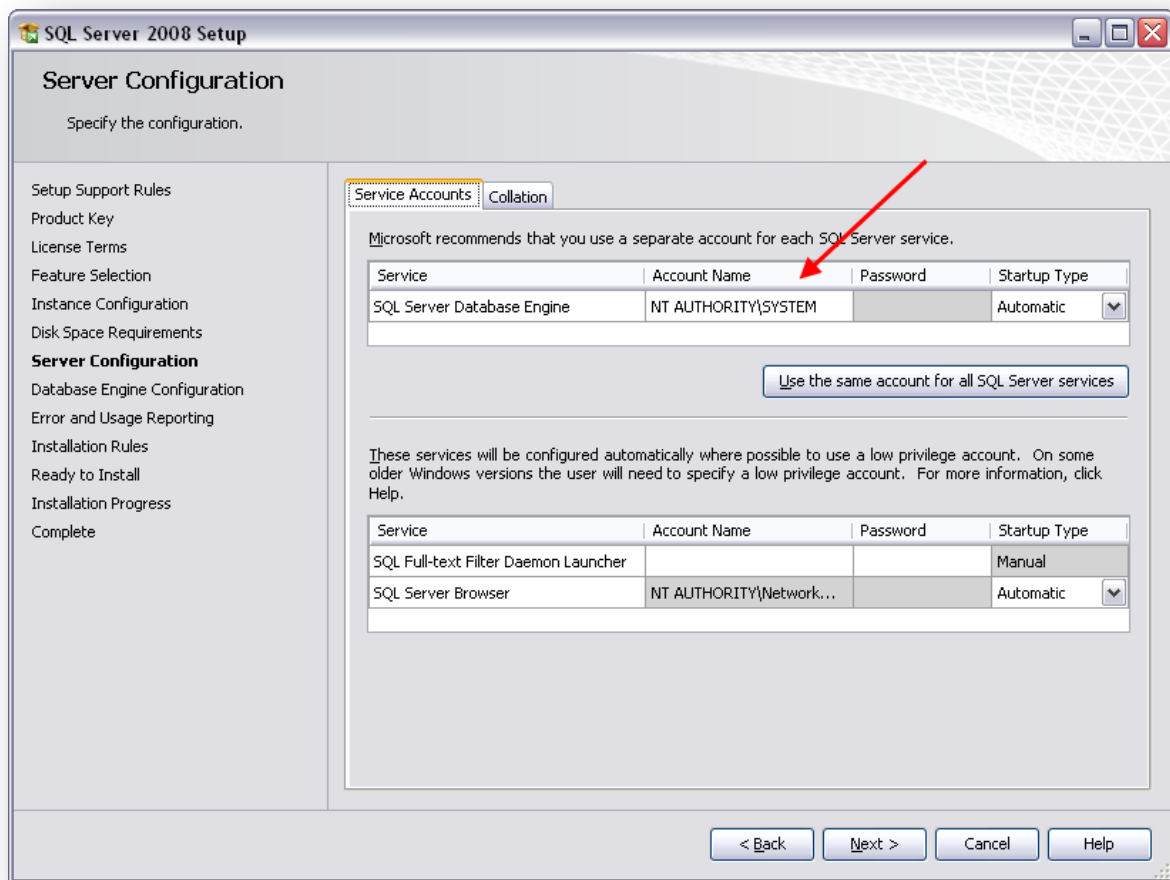 SQL Server 2008 Setup
Server Configuration
Specify the configuration.
Setup Support Rules
Product Key
License Terms
Feature Selection
Instance Configuration
Disk Space Requirements
Server Configuration
Database Engine Configuration
Error and Usage Reporting
Installation Rules
Ready to Install
Installation Progress
Complete
Service Accounts Collation
Microsoft recommends that you use a separate account for each SQL Server service.
Service Account Name Password Startup Type
SQL Server Database Engine NT AUTHORITY\SYSTEM Automatic
Use the same account for all SQL Server services
These services will be configured automatically where possible to use a low privilege account. On some
older Windows versions the user will need to specify a low privilege account. For more information, click
Help.
Service Account Name Password Startup Type
SQL Full-text Filter Daemon Launcher Manual
SQL Server Browser NT AUTHORITY\Network... Automatic
< Back Next > Cancel Help